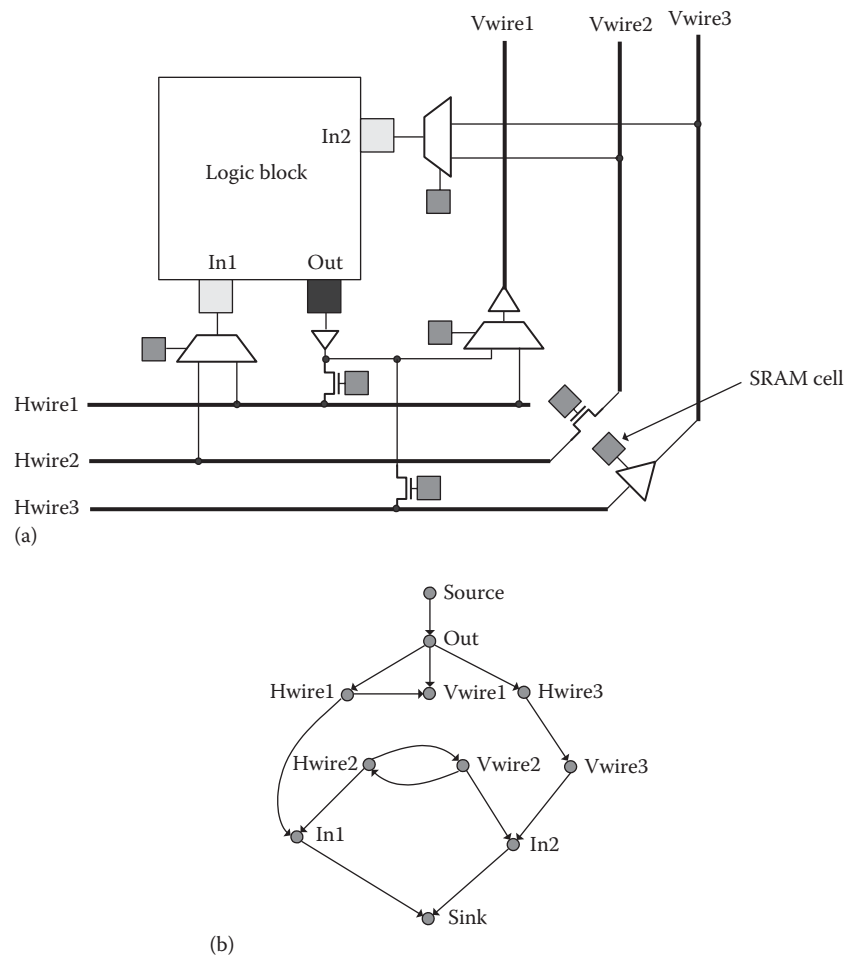 Vwire1
Vwire2
Vwire3
In2
Logic block
In1
Out
SRAM cell
Hwire1
Hwire2
Hwire3
(a)
Source
Out
Hwire1
Vwire1
Hwire3
Hwire2
Vwire2
Vwire3
In1
In2
Sink
(b)